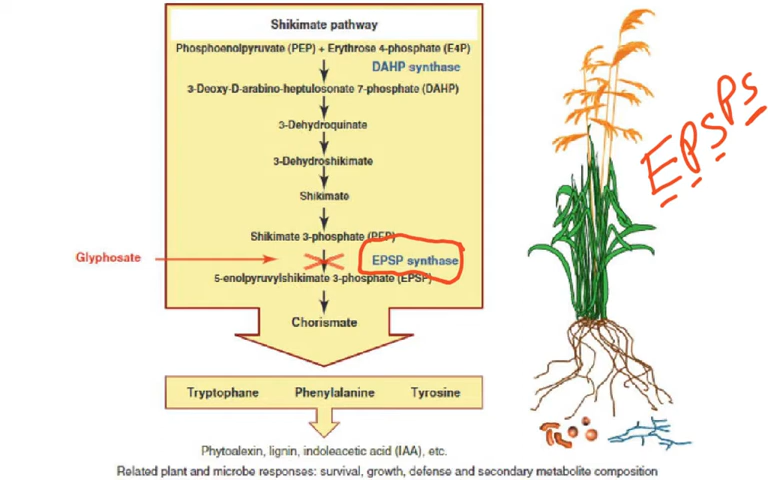 Shikimate pathway
Phosphoenolpyruvate (PEP) + Erythrose 4-phosphate (E4P)
DAHP synthase
3-Deoxy-D-arabino-heptulosonate 7-phosphate (DAHP)
3-Dehydroquinate
3-Dehydroshikimate
Shikimate
Shikimate 3-phosphate (PEP)
Glyphosate
EPSP synthase
5-enolpyruvylshikimate 3-phosphate (EPSP)
Chorismate
Tryptophane Phenylalanine Tyrosine
Phytoalexin, lignin, indoleacetic acid (IAA), etc.
Related plant and microbe responses: survival, growth, defense and secondary metabolite composition
EPSPS